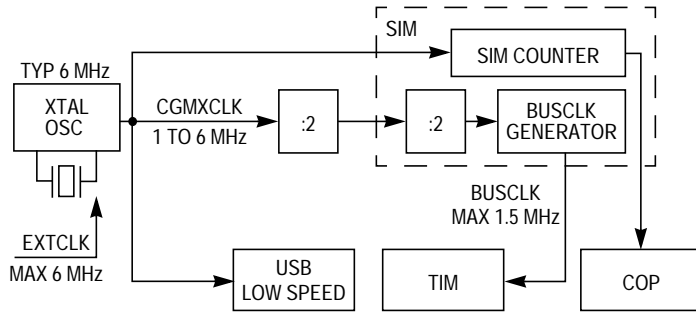 SIM
SIM COUNTER
TYP 6 MHz
XTAL
OSC
CGMXCLK
1 TO 6 MHz
:2
:2
BUSCLK
GENERATOR
BUSCLK
MAX 1.5 MHz
EXTCLK
MAX 6 MHz
USB
LOW SPEED
TIM
COP